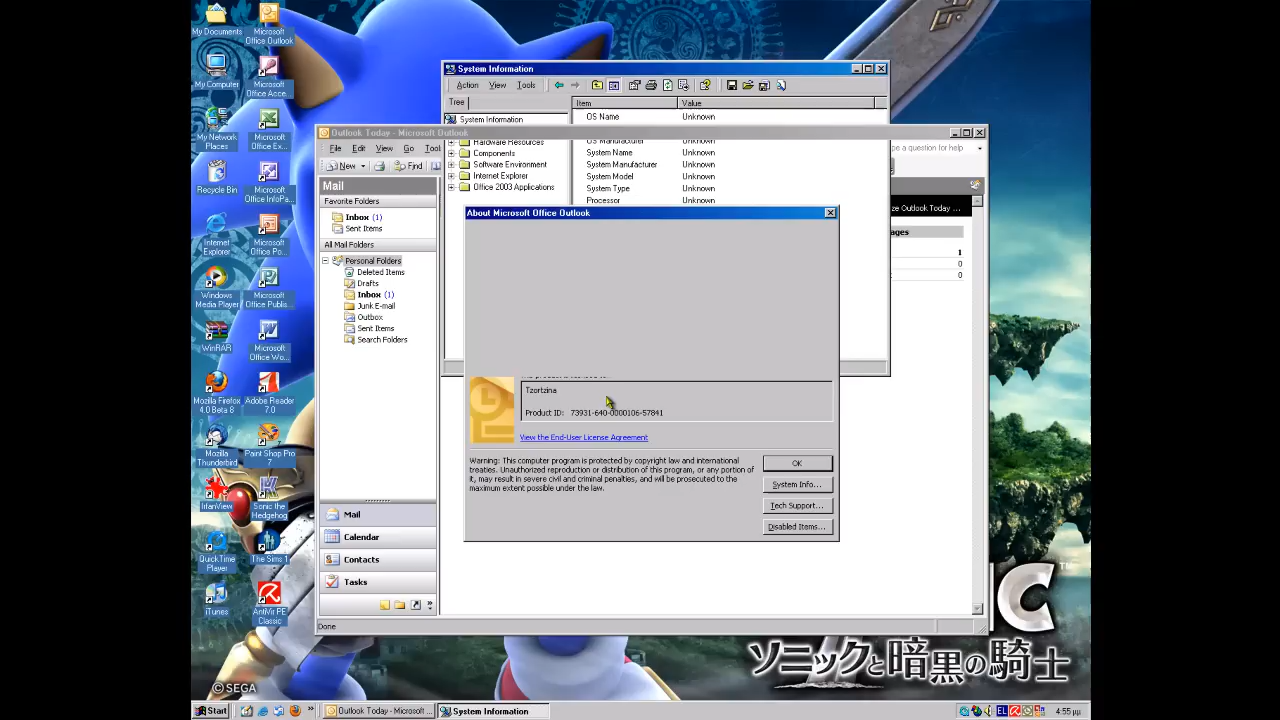 My Documents
Microsoft
Office Outlook
My Computer
Microsoft
Office Acce...
My Network
Places
Microsoft
Office Ex...
Recycle Bin
Microsoft
Office InfoPa...
Internet
Explorer
Microsoft
Office Po...
Windows
Media Player
Microsoft
Office Publis...
WinRAR
Microsoft
Office Wo...
Mozilla Firefox
4.0 Beta 8
Adobe Reader
7.0
Mozilla
Thunderbird
Paint Shop Pro
7
IrfanView
Sonic the
Hedgehog
QuickTime
Player
The Sims 1
iTunes
AntiVir PE
Classic
System Information
Action View Tools
Tree
Item Value
System Information
OS Name Unknown
Hardware Resources
Components
Software Environment
Internet Explorer
Office 2003 Applications
OS Manufacturer Unknown
System Name Unknown
System Manufacturer Unknown
System Model Unknown
System Type Unknown
Processor Unknown
Outlook Today - Microsoft Outlook
File Edit View Go
New Find
pe a question for help
Mail
Favorite Folders
Inbox (1)
Sent Items
All Mail Folders
Personal Folders
Deleted Items
Drafts
Inbox (1)
Junk E-mail
Outbox
Sent Items
Search Folders
ze Outlook Today ...
ages
1
0
0
Mail
Calendar
Contacts
Tasks
Done
About Microsoft Office Outlook
Tzortzina
Product ID: 73931-640-0000106-57841
View the End-User License Agreement
Warning: This computer program is protected by copyright law and international
treaties. Unauthorized reproduction or distribution of this program, or any portion of
it, may result in severe civil and criminal penalties, and will be prosecuted to the
maximum extent possible under the law.
OK
System Info...
Tech Support...
Disabled Items...
C™
ソニックと暗黒の騎士
©SEGA
Start
Outlook Today - Microsoft ...
System Information
EL
4:55 μμ